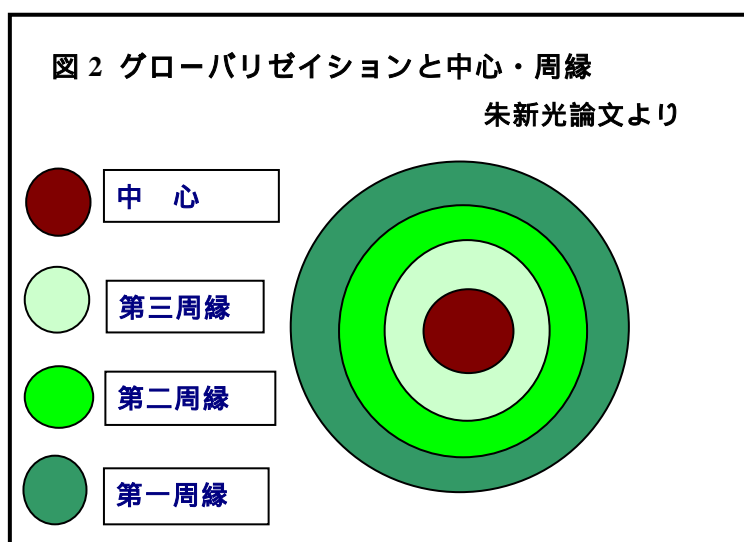 図2 グローバリゼイションと中心・周縁
朱新光論文より
中　心
第三周縁
第二周縁
第一周縁